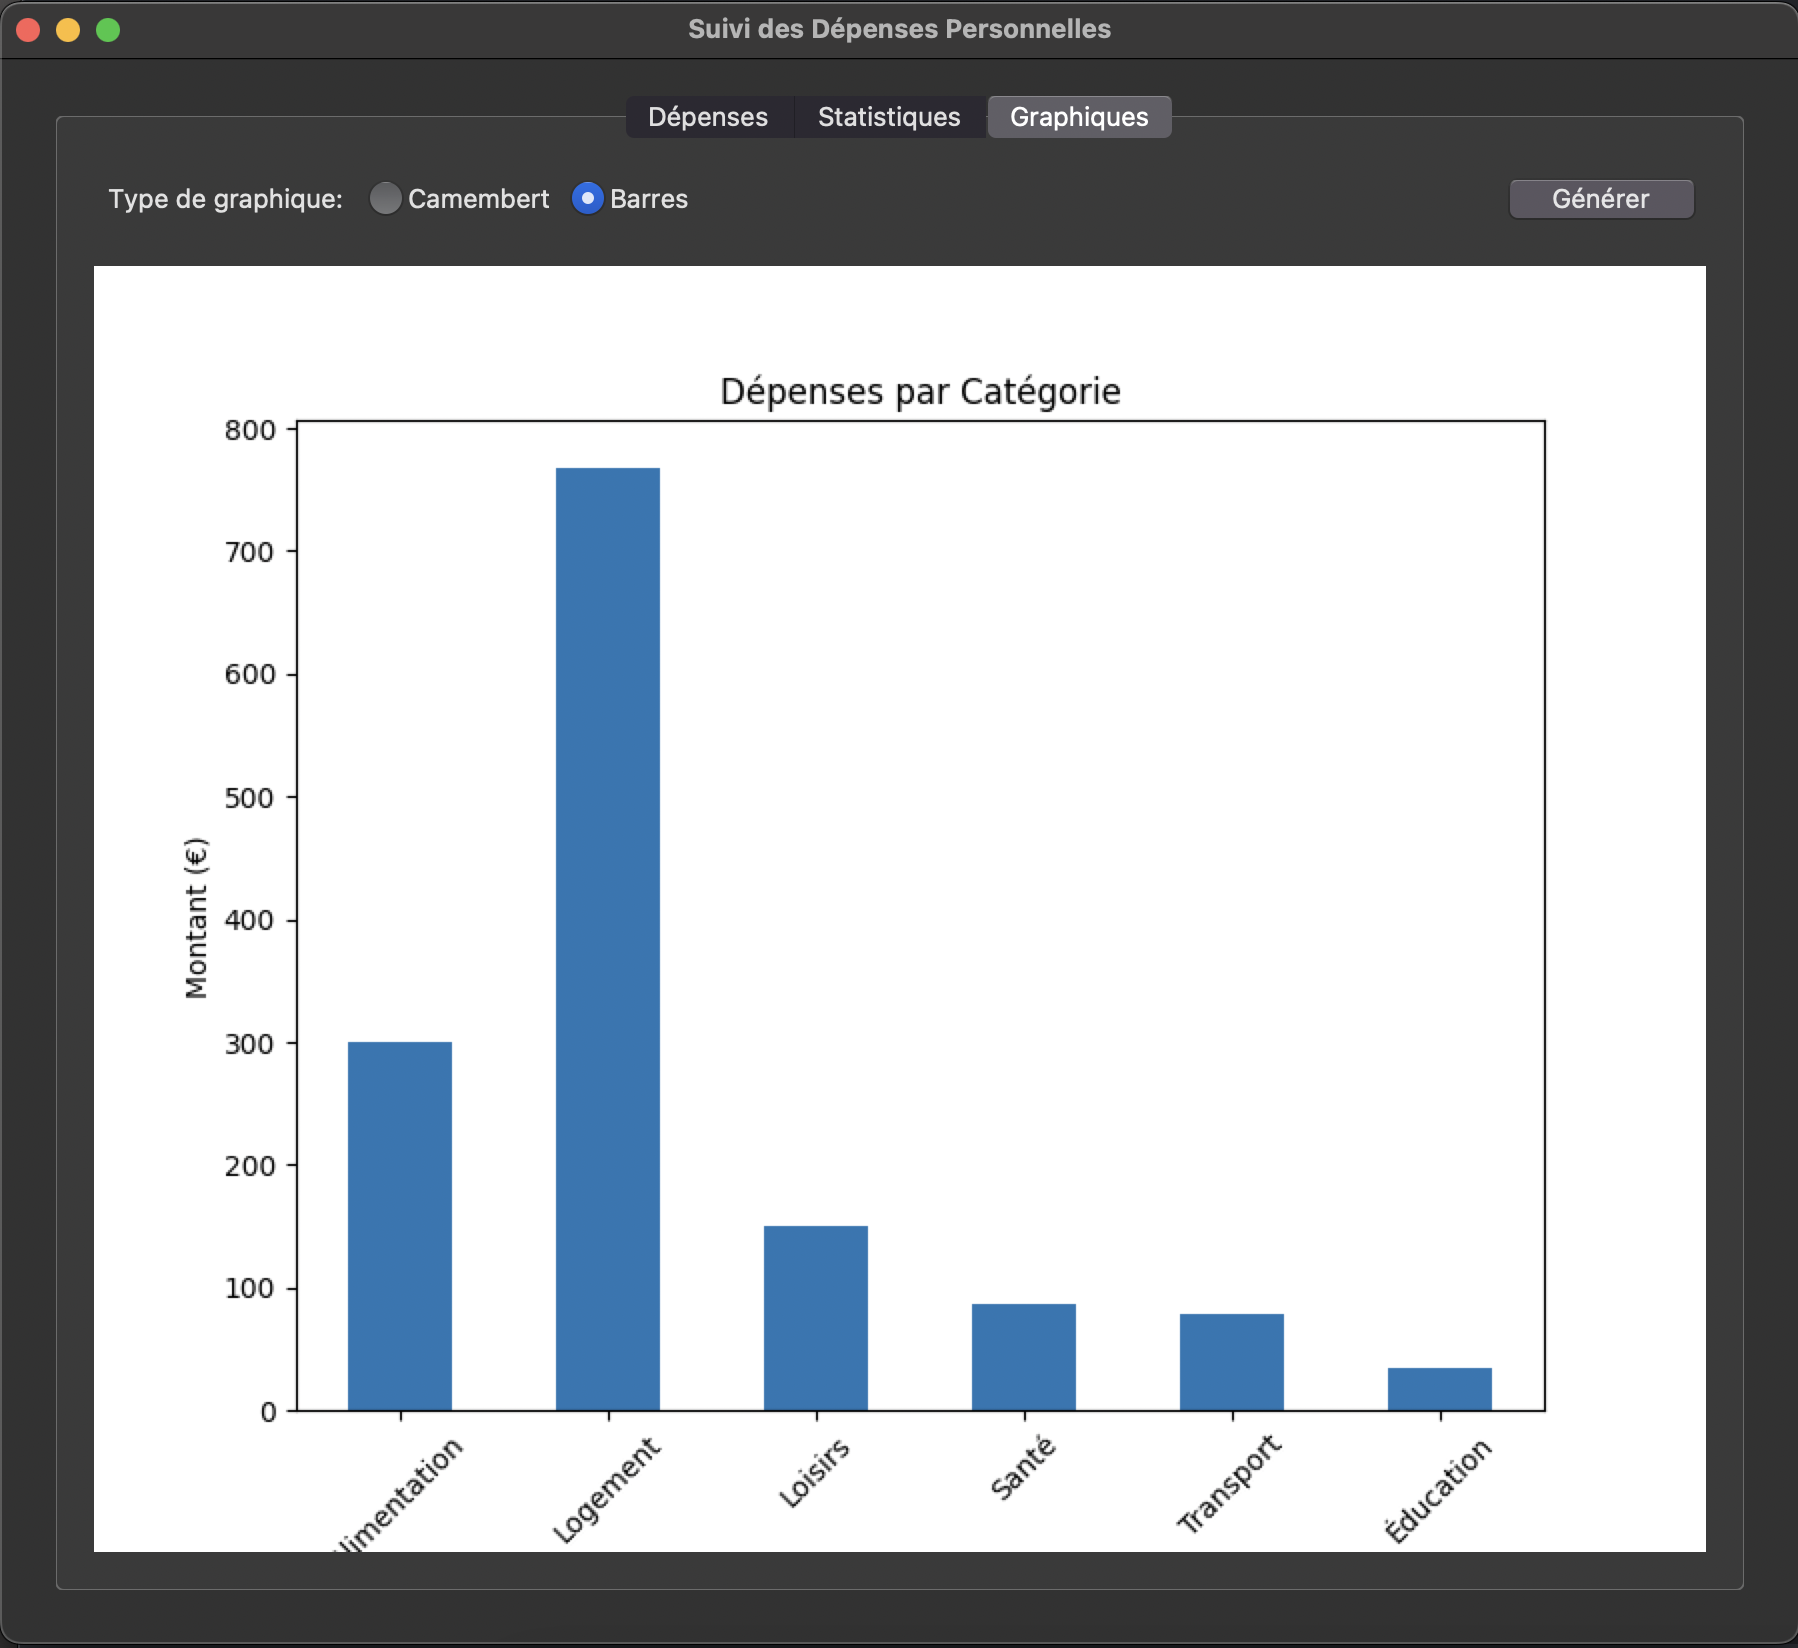 Suivi des Dépenses Personnelles
Dépenses Statistiques Graphiques
Type de graphique: Camembert Barres Générer
Dépenses par Catégorie
800
700
600
500
400
300
200
100
0
Montant (€)
limentation Logement Loisirs Santé Transport Éducation